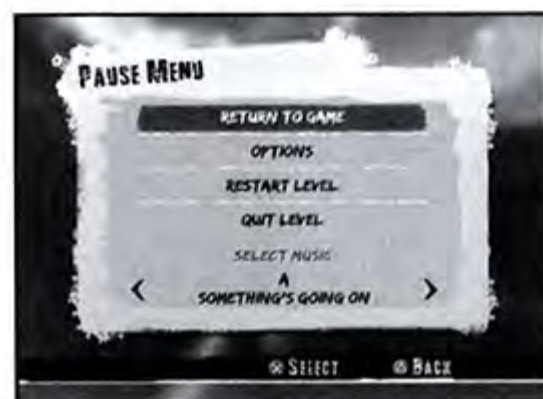 PAUSE MENU
RETURN TO GAME
OPTIONS
RESTART LEVEL
QUIT LEVEL
SELECT MUSIC
A
SOMETHING'S GOING ON
SELECT BACK